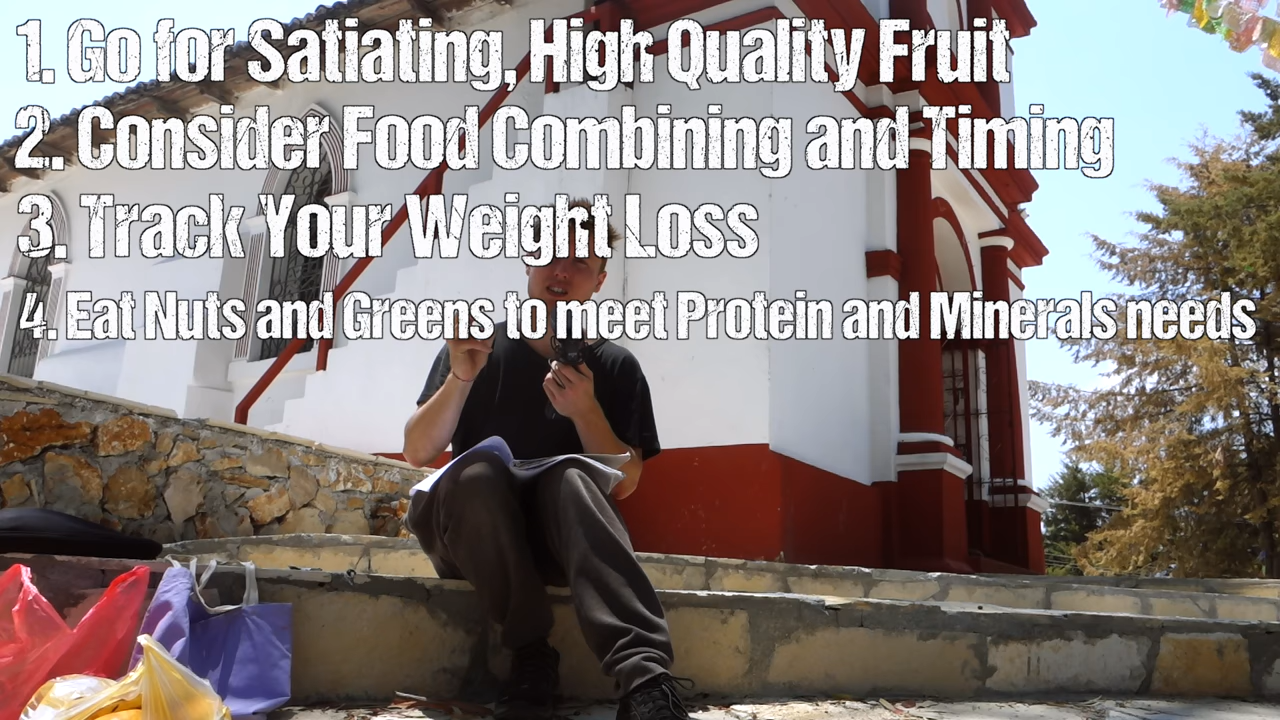 1. Go for Satiating, High Quality Fruit
2. Consider Food Combining and Timing
3. Track Your Weight Loss
4. Eat Nuts and Greens to meet Protein and Minerals needs